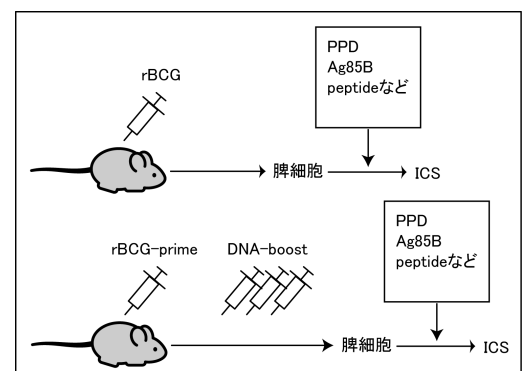 rBCG
PPD
Ag85B
peptideなど
脾細胞
ICS
rBCG-prime
DNA-boost
PPD
Ag85B
peptideなど
脾細胞
ICS